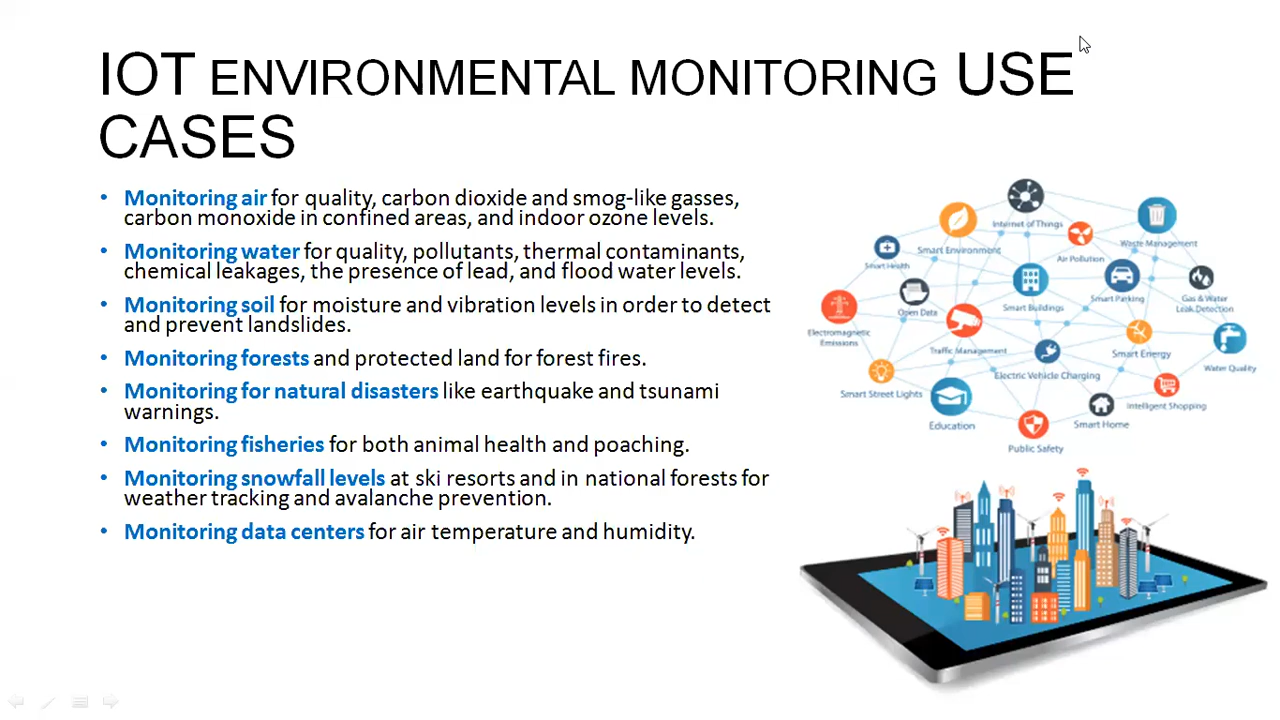 IOT ENVIRONMENTAL MONITORING USE
CASES
• Monitoring air for quality, carbon dioxide and smog-like gasses,
carbon monoxide in confined areas, and indoor ozone levels.
• Monitoring water for quality, pollutants, thermal contaminants,
chemical leakages, the presence of lead, and flood water levels.
• Monitoring soil for moisture and vibration levels in order to detect
and prevent landslides.
• Monitoring forests and protected land for forest fires.
• Monitoring for natural disasters like earthquake and tsunami
warnings.
• Monitoring fisheries for both animal health and poaching.
• Monitoring snowfall levels at ski resorts and in national forests for
weather tracking and avalanche prevention.
• Monitoring data centers for air temperature and humidity.
Internet of Things
Waste Management
Smart Environment
Air Pollution
Smart Health
Smart Parking
Gas & Water
Leak Detection
Open Data
Smart Buildings
Electromagnetic
Emissions
Traffic Management
Smart Energy
Water Quality
Electric Vehicle Charging
Smart Street Lights
Intelligent Shopping
Education
Smart Home
Public Safety